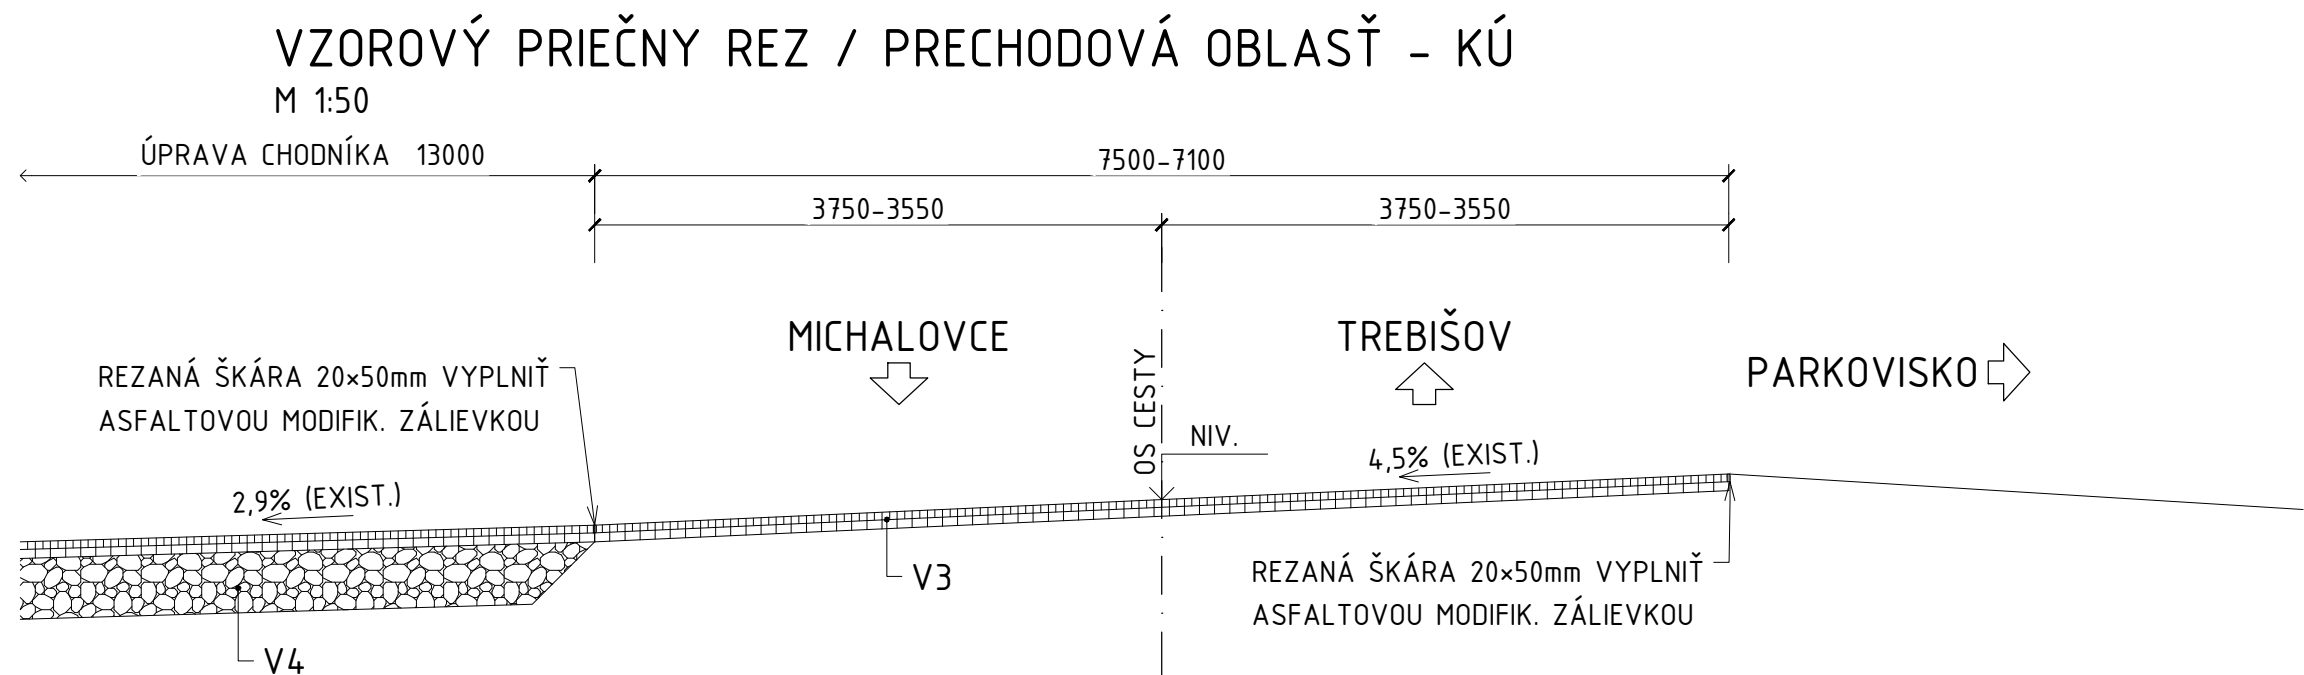 VZOROVÝ PRIEČNY REZ / PRECHODOVÁ OBLASŤ - KÚ
M 1:50
ÚPRAVA CHODNÍKA 13000
7500-7100
3750-3550
3750-3550
MICHALOVCE
TREBIŠOV
PARKOVISKO
OS CESTY
REZANÁ ŠKÁRA 20×50mm VYPLNIŤ
ASFALTOVOU MODIFIK. ZÁLIEVKOU
NIV.
4,5% (EXIST.)
2,9% (EXIST.)
V3
REZANÁ ŠKÁRA 20×50mm VYPLNIŤ
ASFALTOVOU MODIFIK. ZÁLIEVKOU
V4